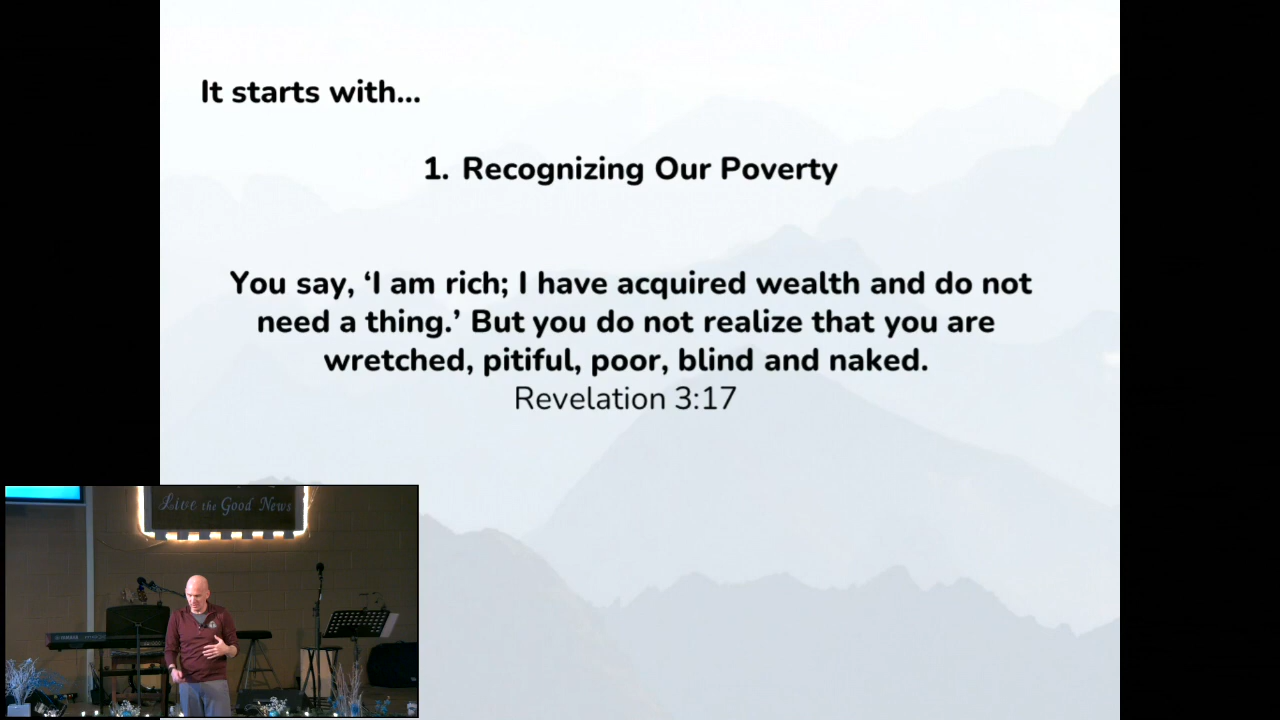 It starts with...
1. Recognizing Our Poverty
You say, ‘I am rich; I have acquired wealth and do not
need a thing.’ But you do not realize that you are
wretched, pitiful, poor, blind and naked.
Revelation 3:17
Live the Good News
YAMAHA